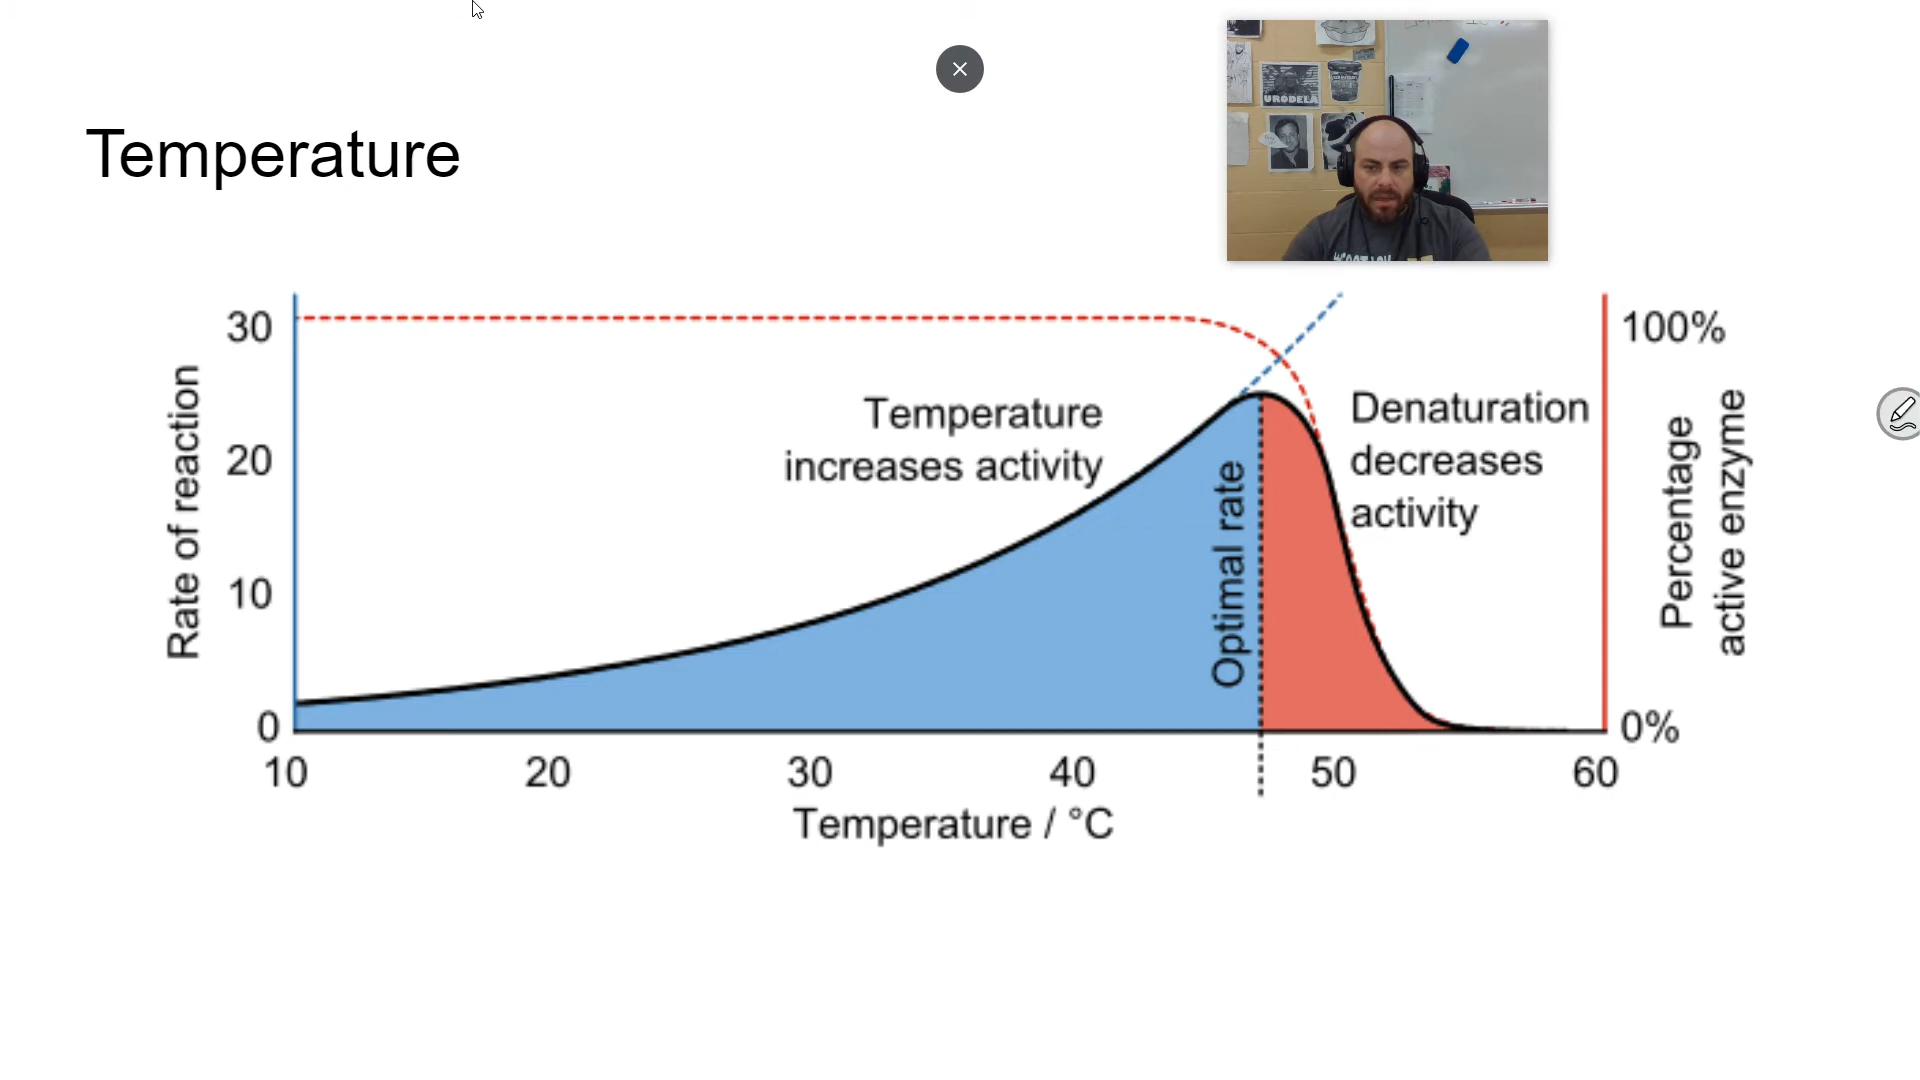 Temperature
URODELA
30
20
10
0
Rate of reaction
Temperature
increases activity
Optimal rate
Denaturation
decreases
activity
100%
0%
Percentage
active enzyme
10 20 30 40 50 60
Temperature / °C